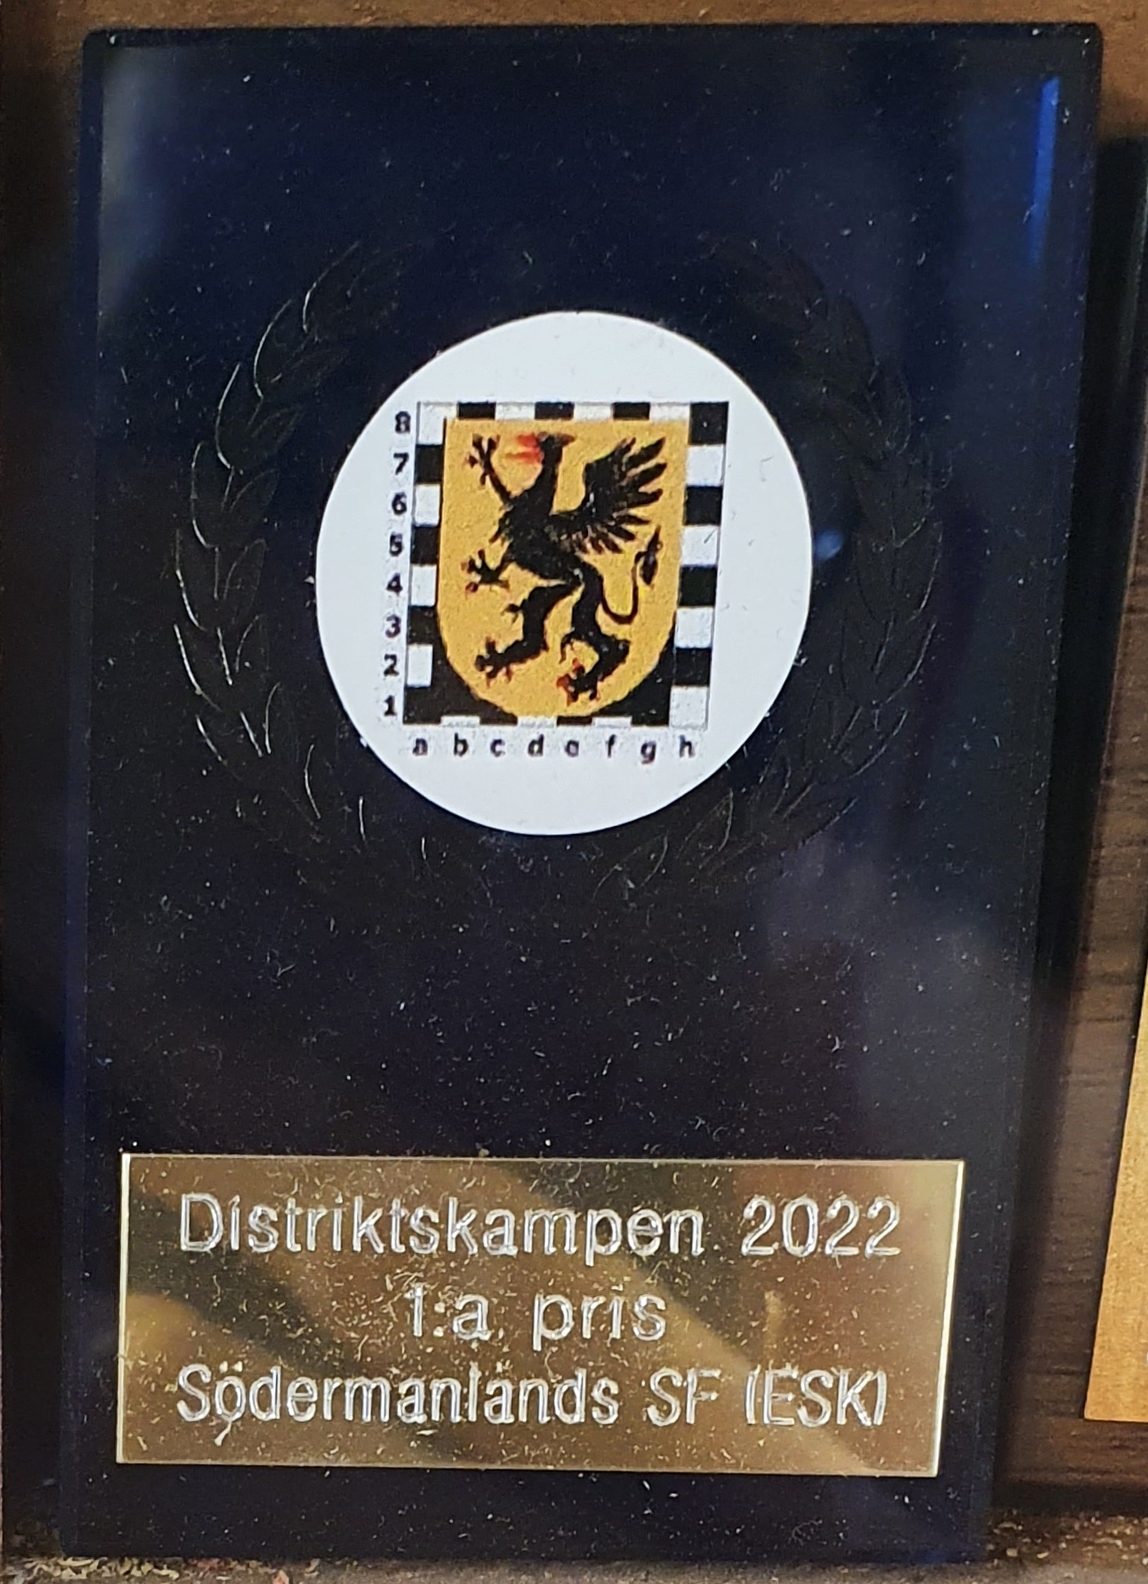 8
7
6
5
4
3
2
1
a b c d e f g h
Distriktskampen 2022
1:a pris
Södermanlands SF (ESK)